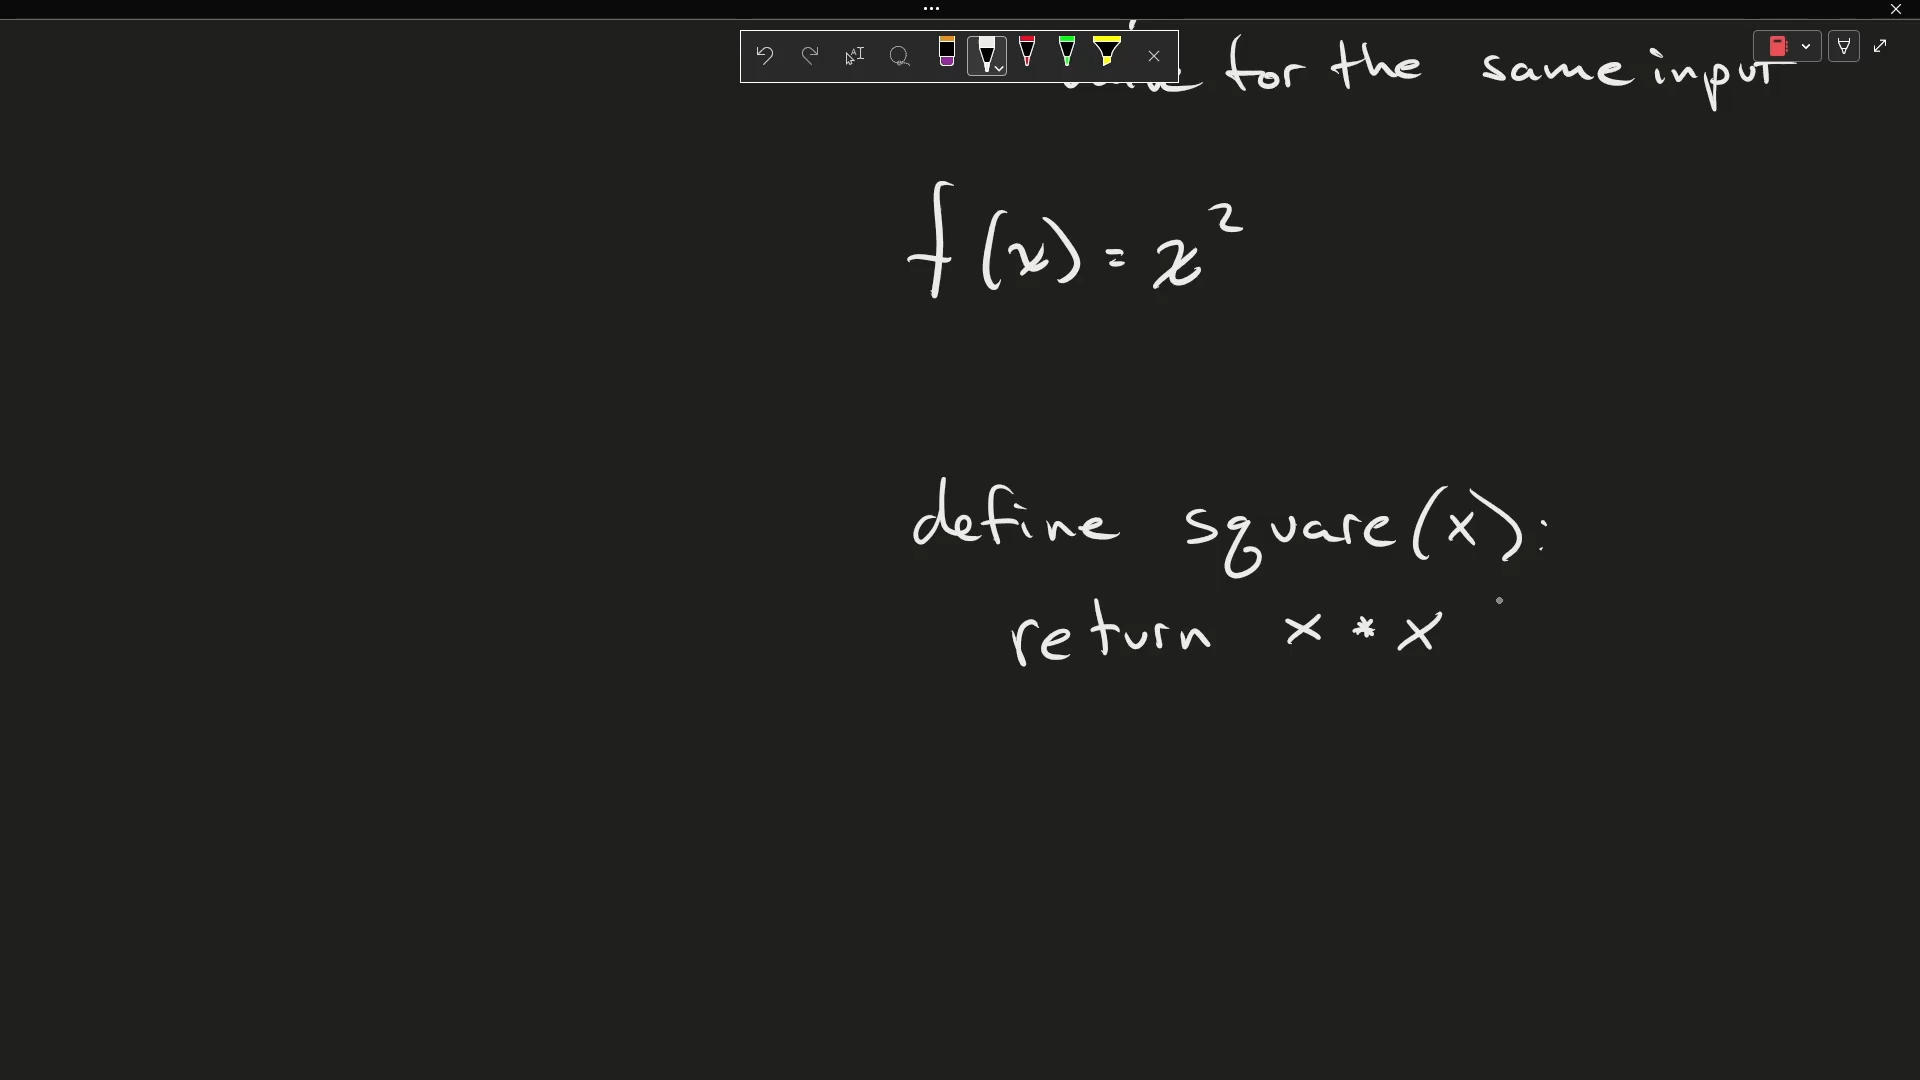 for the same input
f(x) = x²
define square(x):
return x * x